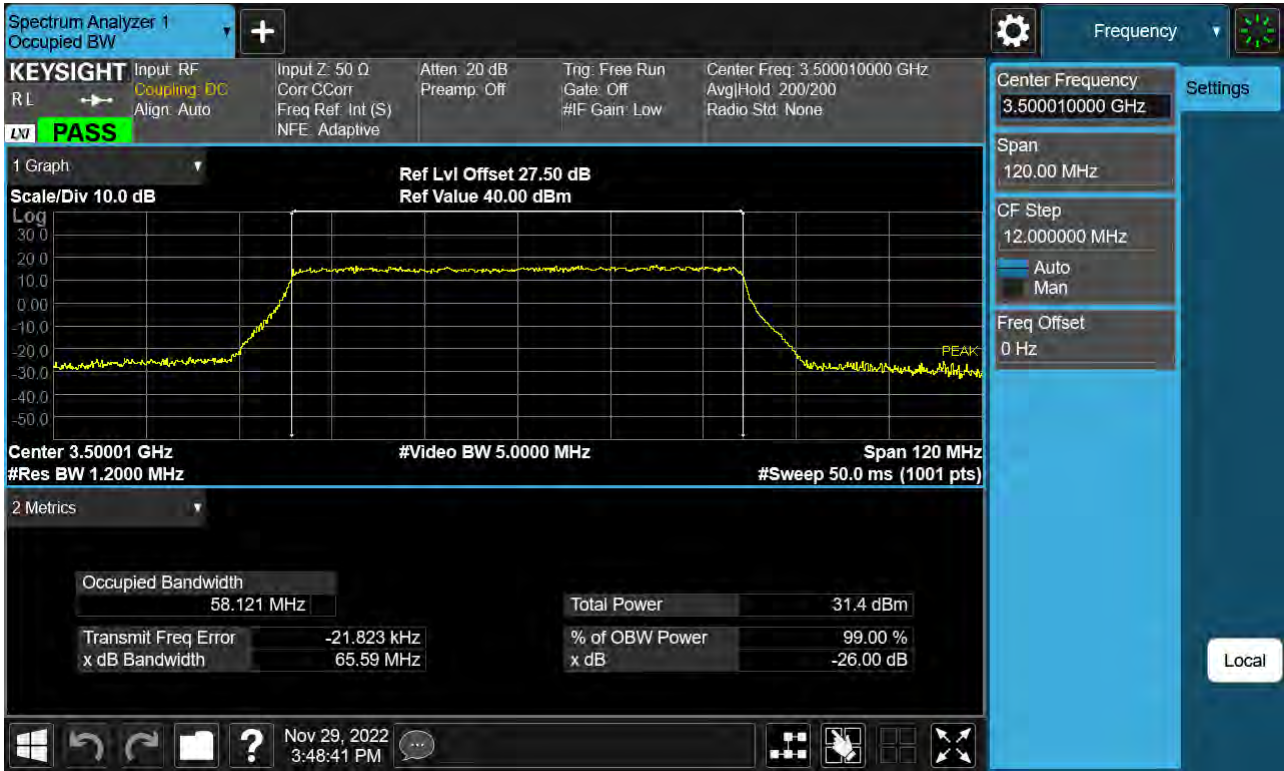 Spectrum Analyzer 1
Occupied BW
+
Frequency
KEYSIGHT
R L
LXI
PASS
Input: RF
Coupling: DC
Align: Auto
Input Z: 50 Ω
Corr CCorr
Freq Ref: Int (S)
NFE: Adaptive
Atten: 20 dB
Preamp: Off
Trig: Free Run
Gate: Off
#IF Gain: Low
Center Freq: 3.500010000 GHz
Avg|Hold: 200/200
Radio Std: None
Center Frequency
3.500010000 GHz
Settings
Span
120.00 MHz
CF Step
12.000000 MHz
Auto
Man
Freq Offset
0 Hz
1 Graph
Scale/Div 10.0 dB
Ref Lvl Offset 27.50 dB
Ref Value 40.00 dBm
Log
30.0
20.0
10.0
0.00
-10.0
-20.0
-30.0
-40.0
-50.0
PEAK
Center 3.50001 GHz
#Video BW 5.0000 MHz
Span 120 MHz
#Res BW 1.2000 MHz
#Sweep 50.0 ms (1001 pts)
2 Metrics
Occupied Bandwidth
58.121 MHz
Total Power 31.4 dBm
Transmit Freq Error -21.823 kHz
% of OBW Power 99.00 %
x dB Bandwidth 65.59 MHz
x dB -26.00 dB
Local
?
Nov 29, 2022
3:48:41 PM